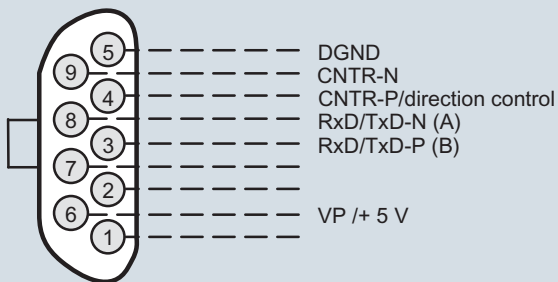 5 DGND
9 CNTR-N
4 CNTR-P/direction control
8 RxD/TxD-N (A)
3 RxD/TxD-P (B)
7
2
6 VP /+ 5 V
1